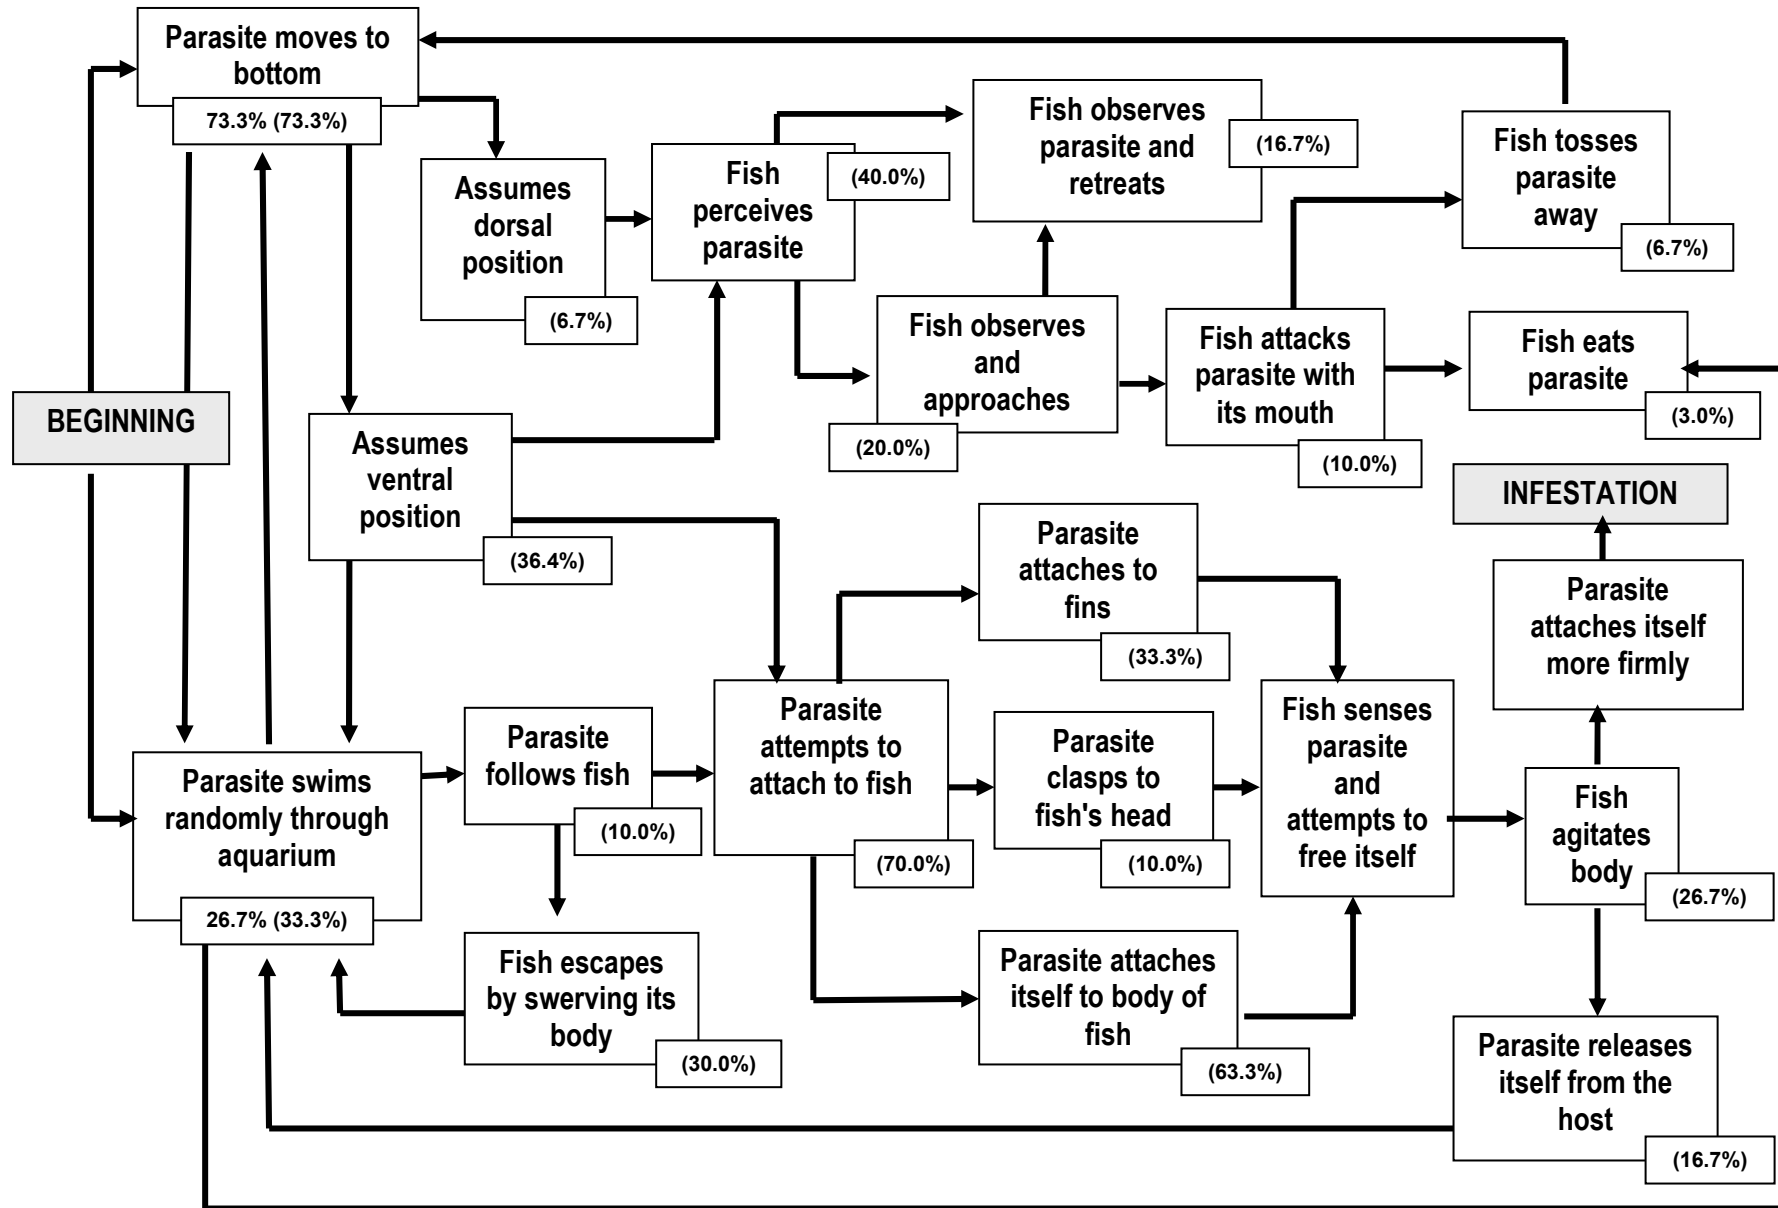 Parasite moves to
bottom
73.3% (73.3%)
Assumes
dorsal
position
(6.7%)
Fish
perceives
parasite
(40.0%)
Fish observes
parasite and
retreats
(16.7%)
Fish tosses
parasite
away
(6.7%)
BEGINNING
Assumes
ventral
position
(36.4%)
Fish observes
and
approaches
(20.0%)
Fish attacks
parasite with
its mouth
(10.0%)
Fish eats
parasite
(3.0%)
INFESTATION
Parasite
attaches to
fins
(33.3%)
Parasite
attaches itself
more firmly
Parasite swims
randomly through
aquarium
26.7% (33.3%)
Parasite
follows fish
(10.0%)
Parasite
attempts to
attach to fish
(70.0%)
Parasite
clasps to
fish's head
(10.0%)
Fish senses
parasite
and
attempts to
free itself
Fish
agitates
body
(26.7%)
Fish escapes
by swerving its
body
(30.0%)
Parasite attaches
itself to body of
fish
(63.3%)
Parasite releases
itself from the
host
(16.7%)